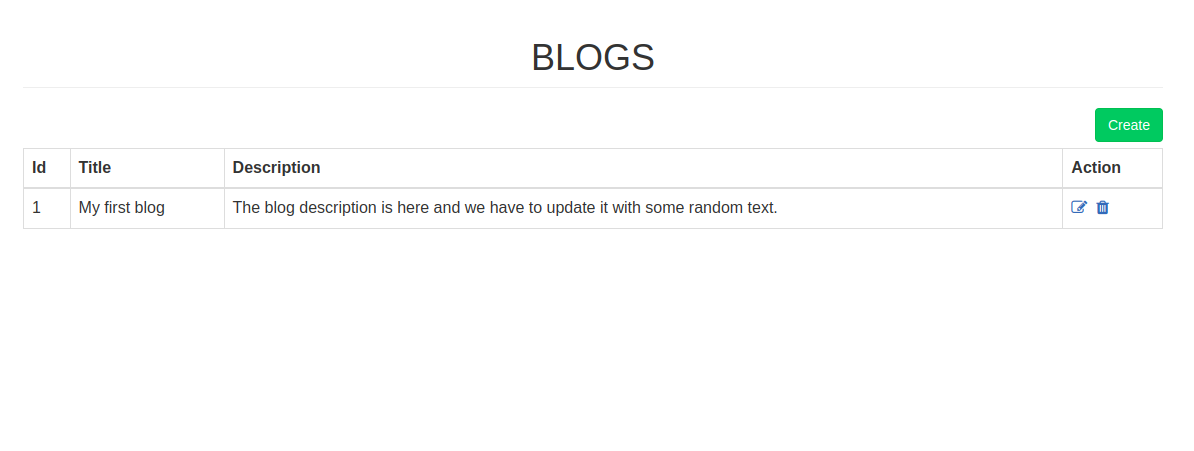 BLOGS
Create
Id Title Description Action
1 My first blog The blog description is here and we have to update it with some random text.